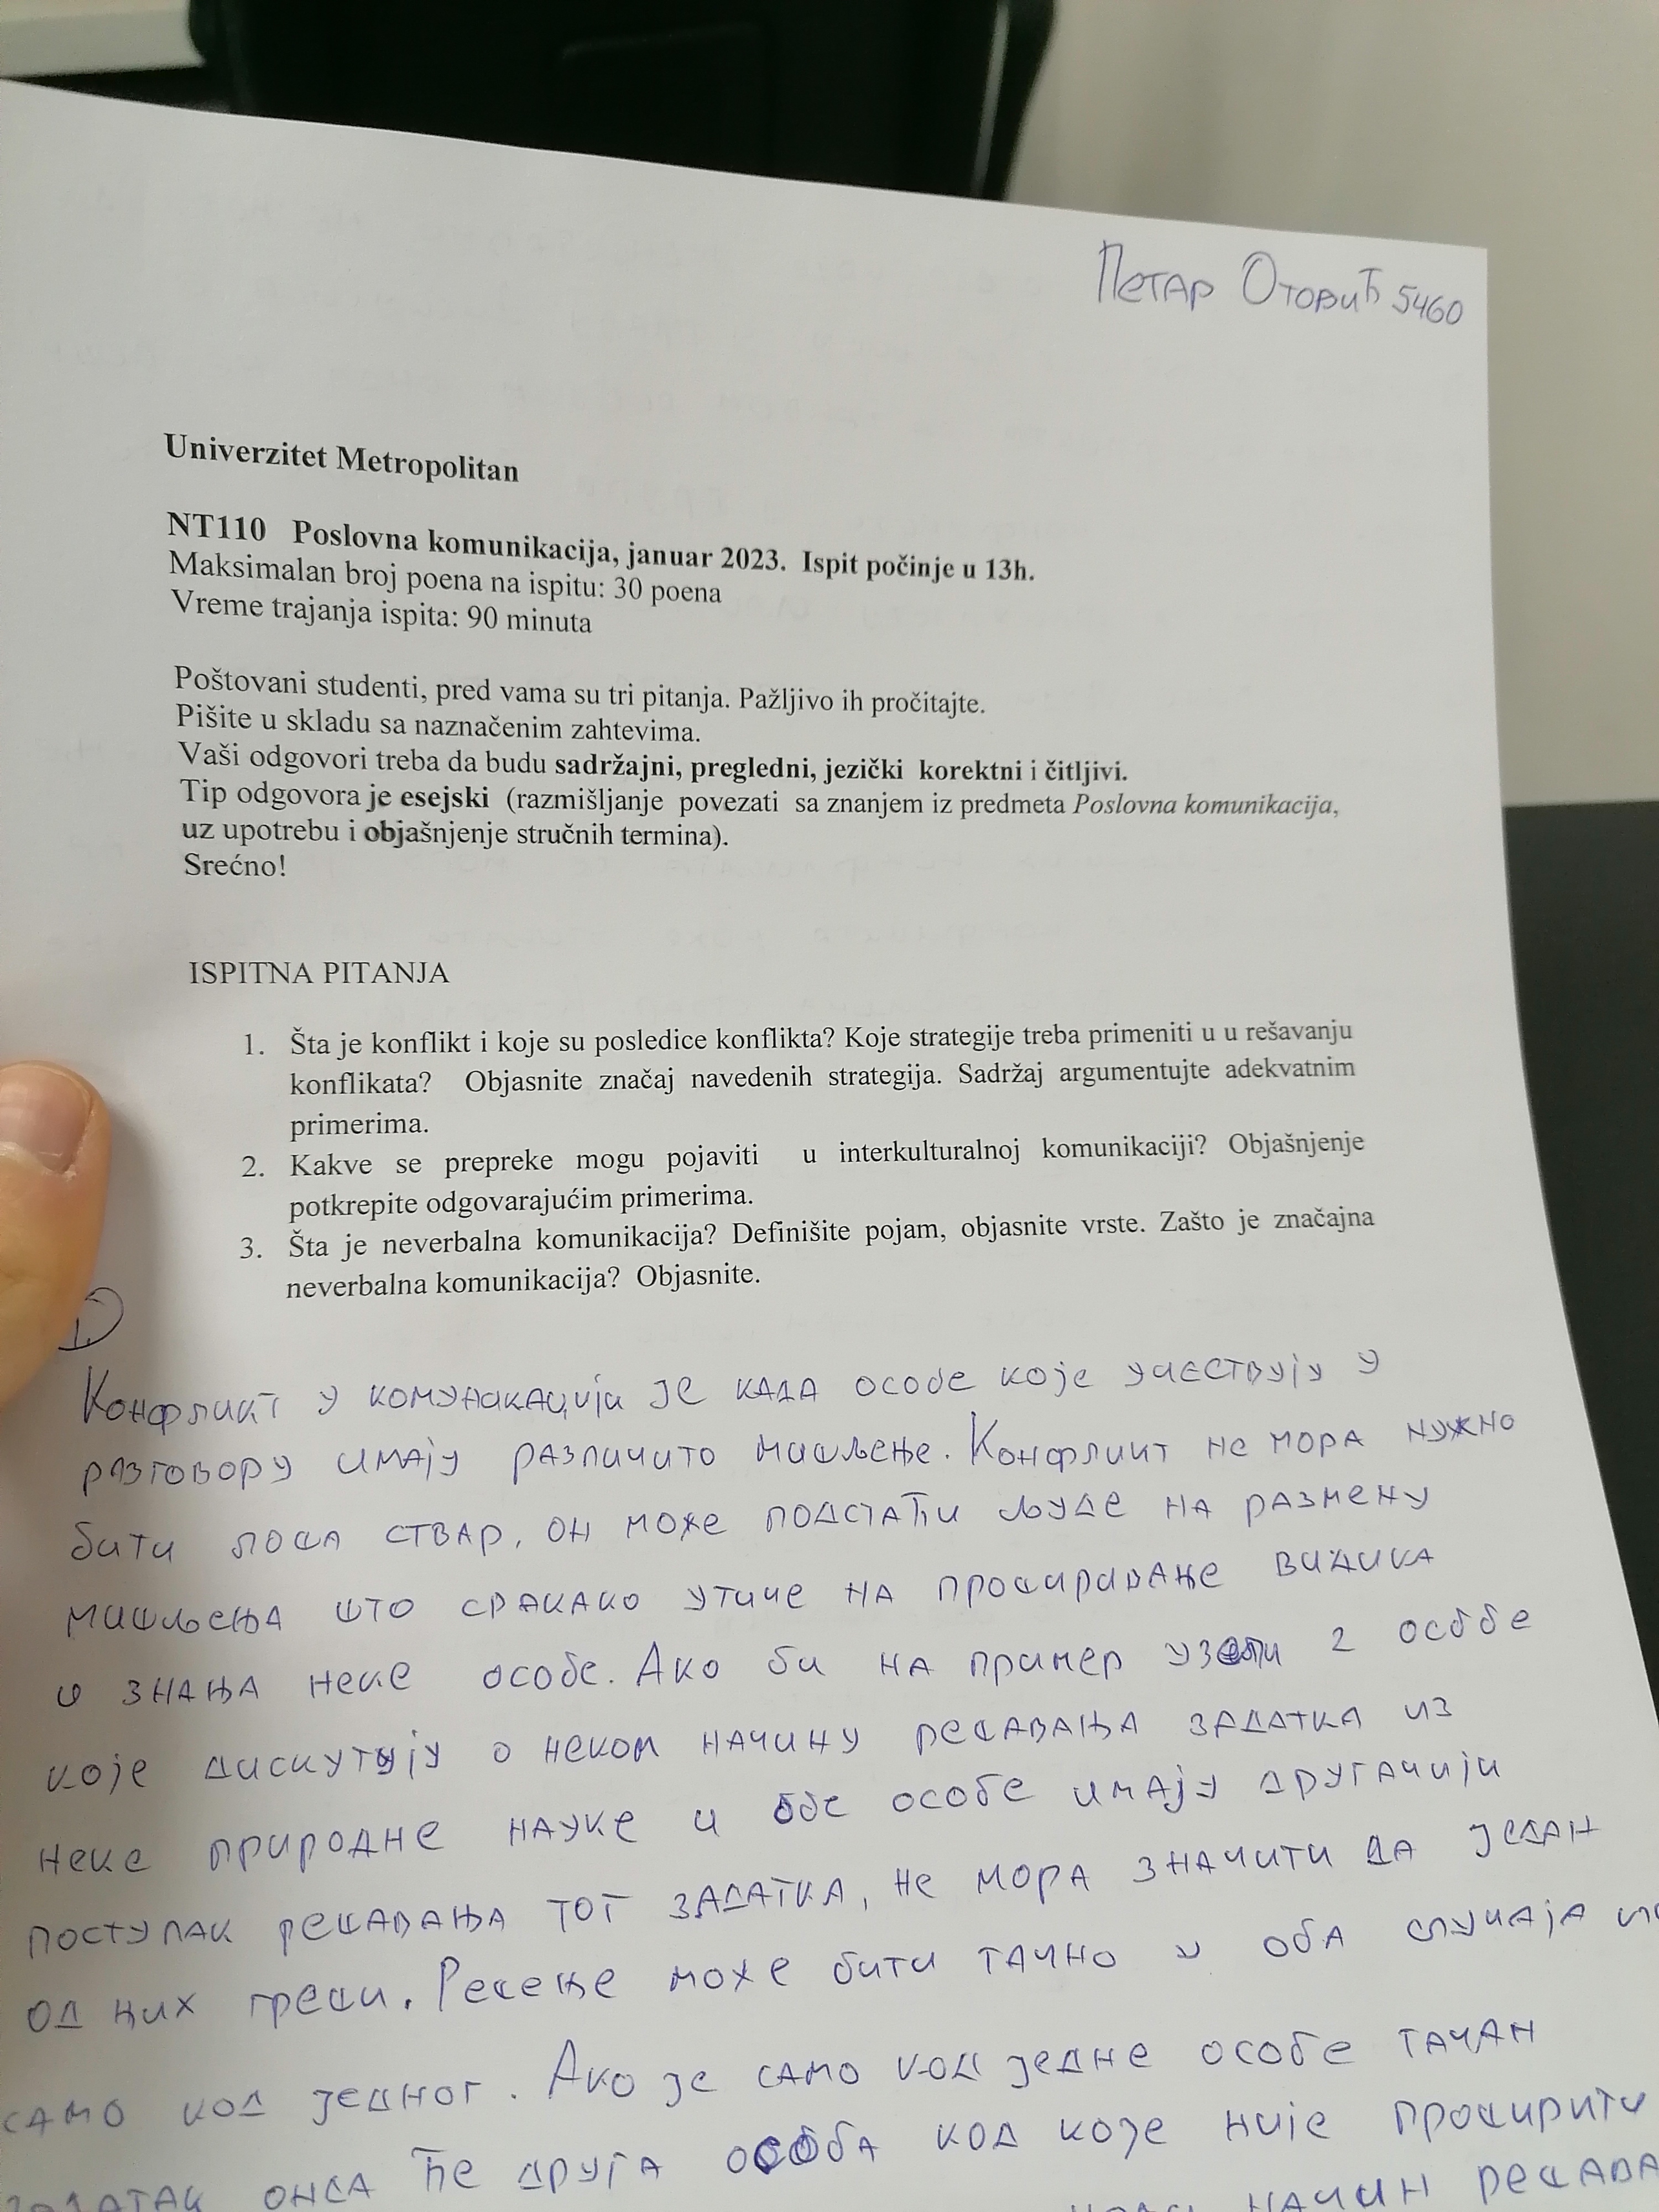 Петар Отовић 5460
Univerzitet Metropolitan
NT110 Poslovna komunikacija, januar 2023. Ispit počinje u 13h.
Maksimalan broj poena na ispitu: 30 poena
Vreme trajanja ispita: 90 minuta
Poštovani studenti, pred vama su tri pitanja. Pažljivo ih pročitajte.
Pišite u skladu sa naznačenim zahtevima.
Vaši odgovori treba da budu sadržajni, pregledni, jezički korektni i čitljivi.
Tip odgovora je esejski (razmišljanje povezati sa znanjem iz predmeta Poslovna komunikacija,
uz upotrebu i objašnjenje stručnih termina).
Srećno!
ISPITNA PITANJA
1. Šta je konflikt i koje su posledice konflikta? Koje strategije treba primeniti u u rešavanju
konflikata? Objasnite značaj navedenih strategija. Sadržaj argumentujte adekvatnim
primerima.
2. Kakve se prepreke mogu pojaviti u interkulturalnoj komunikaciji? Objašnjenje
potkrepite odgovarajućim primerima.
3. Šta je neverbalna komunikacija? Definišite pojam, objasnite vrste. Zašto je značajna
neverbalna komunikacija? Objasnite.
1.
Конфликт у комуникацији је када особе које учествују у
разговору имају различито мишљење. Конфликт не мора нужно
бити лоша ствар, он може подстаћи људе на размену
мишљења што свакако утиче на проширивање видика
и знања неке особе. Ако би на пример узели 2 особе
које дискутују о неком начину решавања задатка из
неке природне науке и обе особе имају другачији
поступак решавања тог задатка, не мора значити да један
од њих греши. Решење може бити тачно у оба случаја
само код једног. Ако је само код једне особе тачан
задатак онда ће друга особа код које није проширити
начин решава